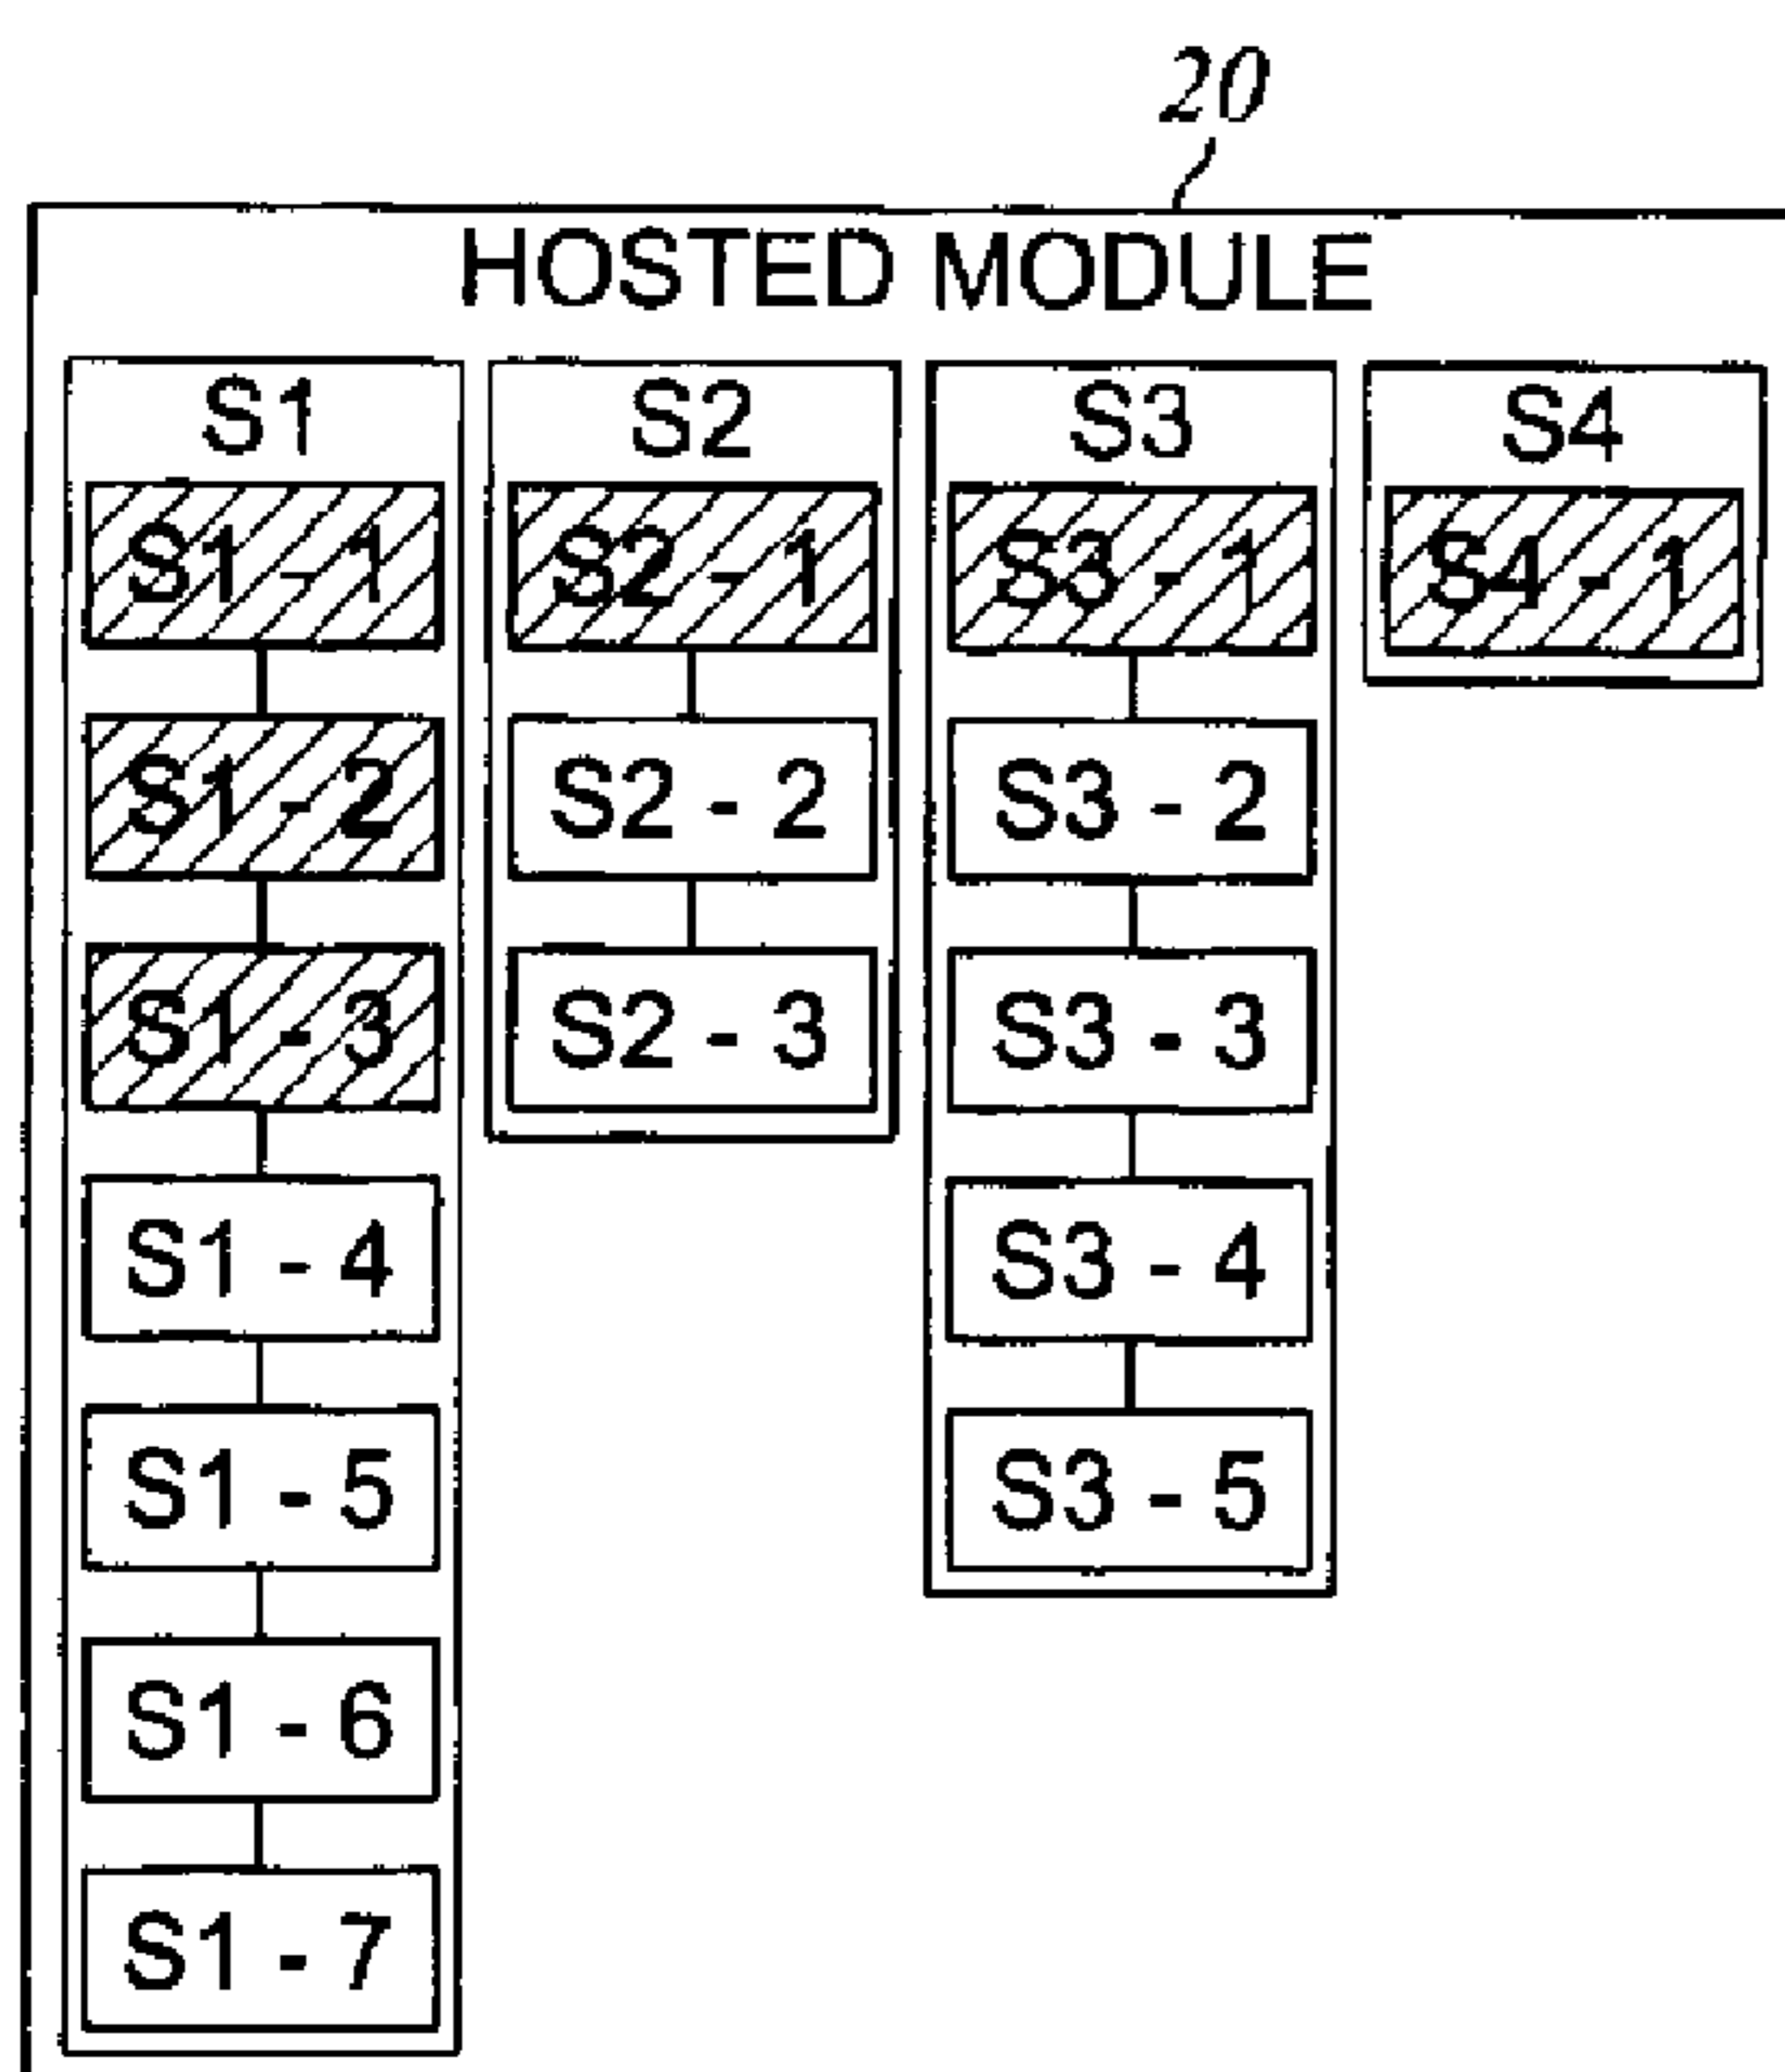 20
HOSTED MODULE
S1 S2 S3 S4
S1 - 1 S2 - 1 S3 - 1 S4 - 1
S1 - 2 S2 - 2 S3 - 2
S1 - 3 S2 - 3 S3 - 3
S1 - 4 S3 - 4
S1 - 5 S3 - 5
S1 - 6
S1 - 7